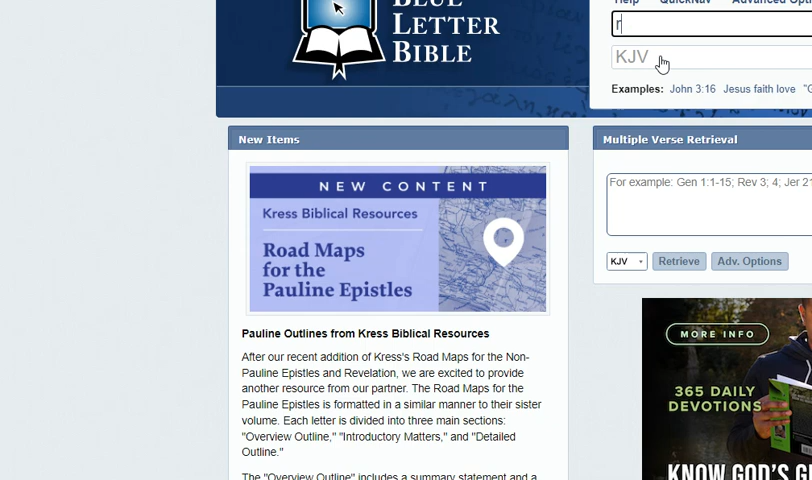 BLUE
LETTER
BIBLE
Help QuickNav Advanced Opti
r
KJV
Examples: John 3:16 Jesus faith love "G
New Items
NEW CONTENT
Kress Biblical Resources
Road Maps
for the
Pauline Epistles
Pauline Outlines from Kress Biblical Resources
After our recent addition of Kress's Road Maps for the Non-
Pauline Epistles and Revelation, we are excited to provide
another resource from our partner. The Road Maps for the
Pauline Epistles is formatted in a similar manner to their sister
volume. Each letter is divided into three main sections:
"Overview Outline," "Introductory Matters," and "Detailed
Outline."
The "Overview Outline" includes a summary statement and a
Multiple Verse Retrieval
For example: Gen 1:1-15; Rev 3; 4; Jer 21
KJV Retrieve Adv. Options
MORE INFO
365 DAILY
DEVOTIONS
KNOW GOD'S G